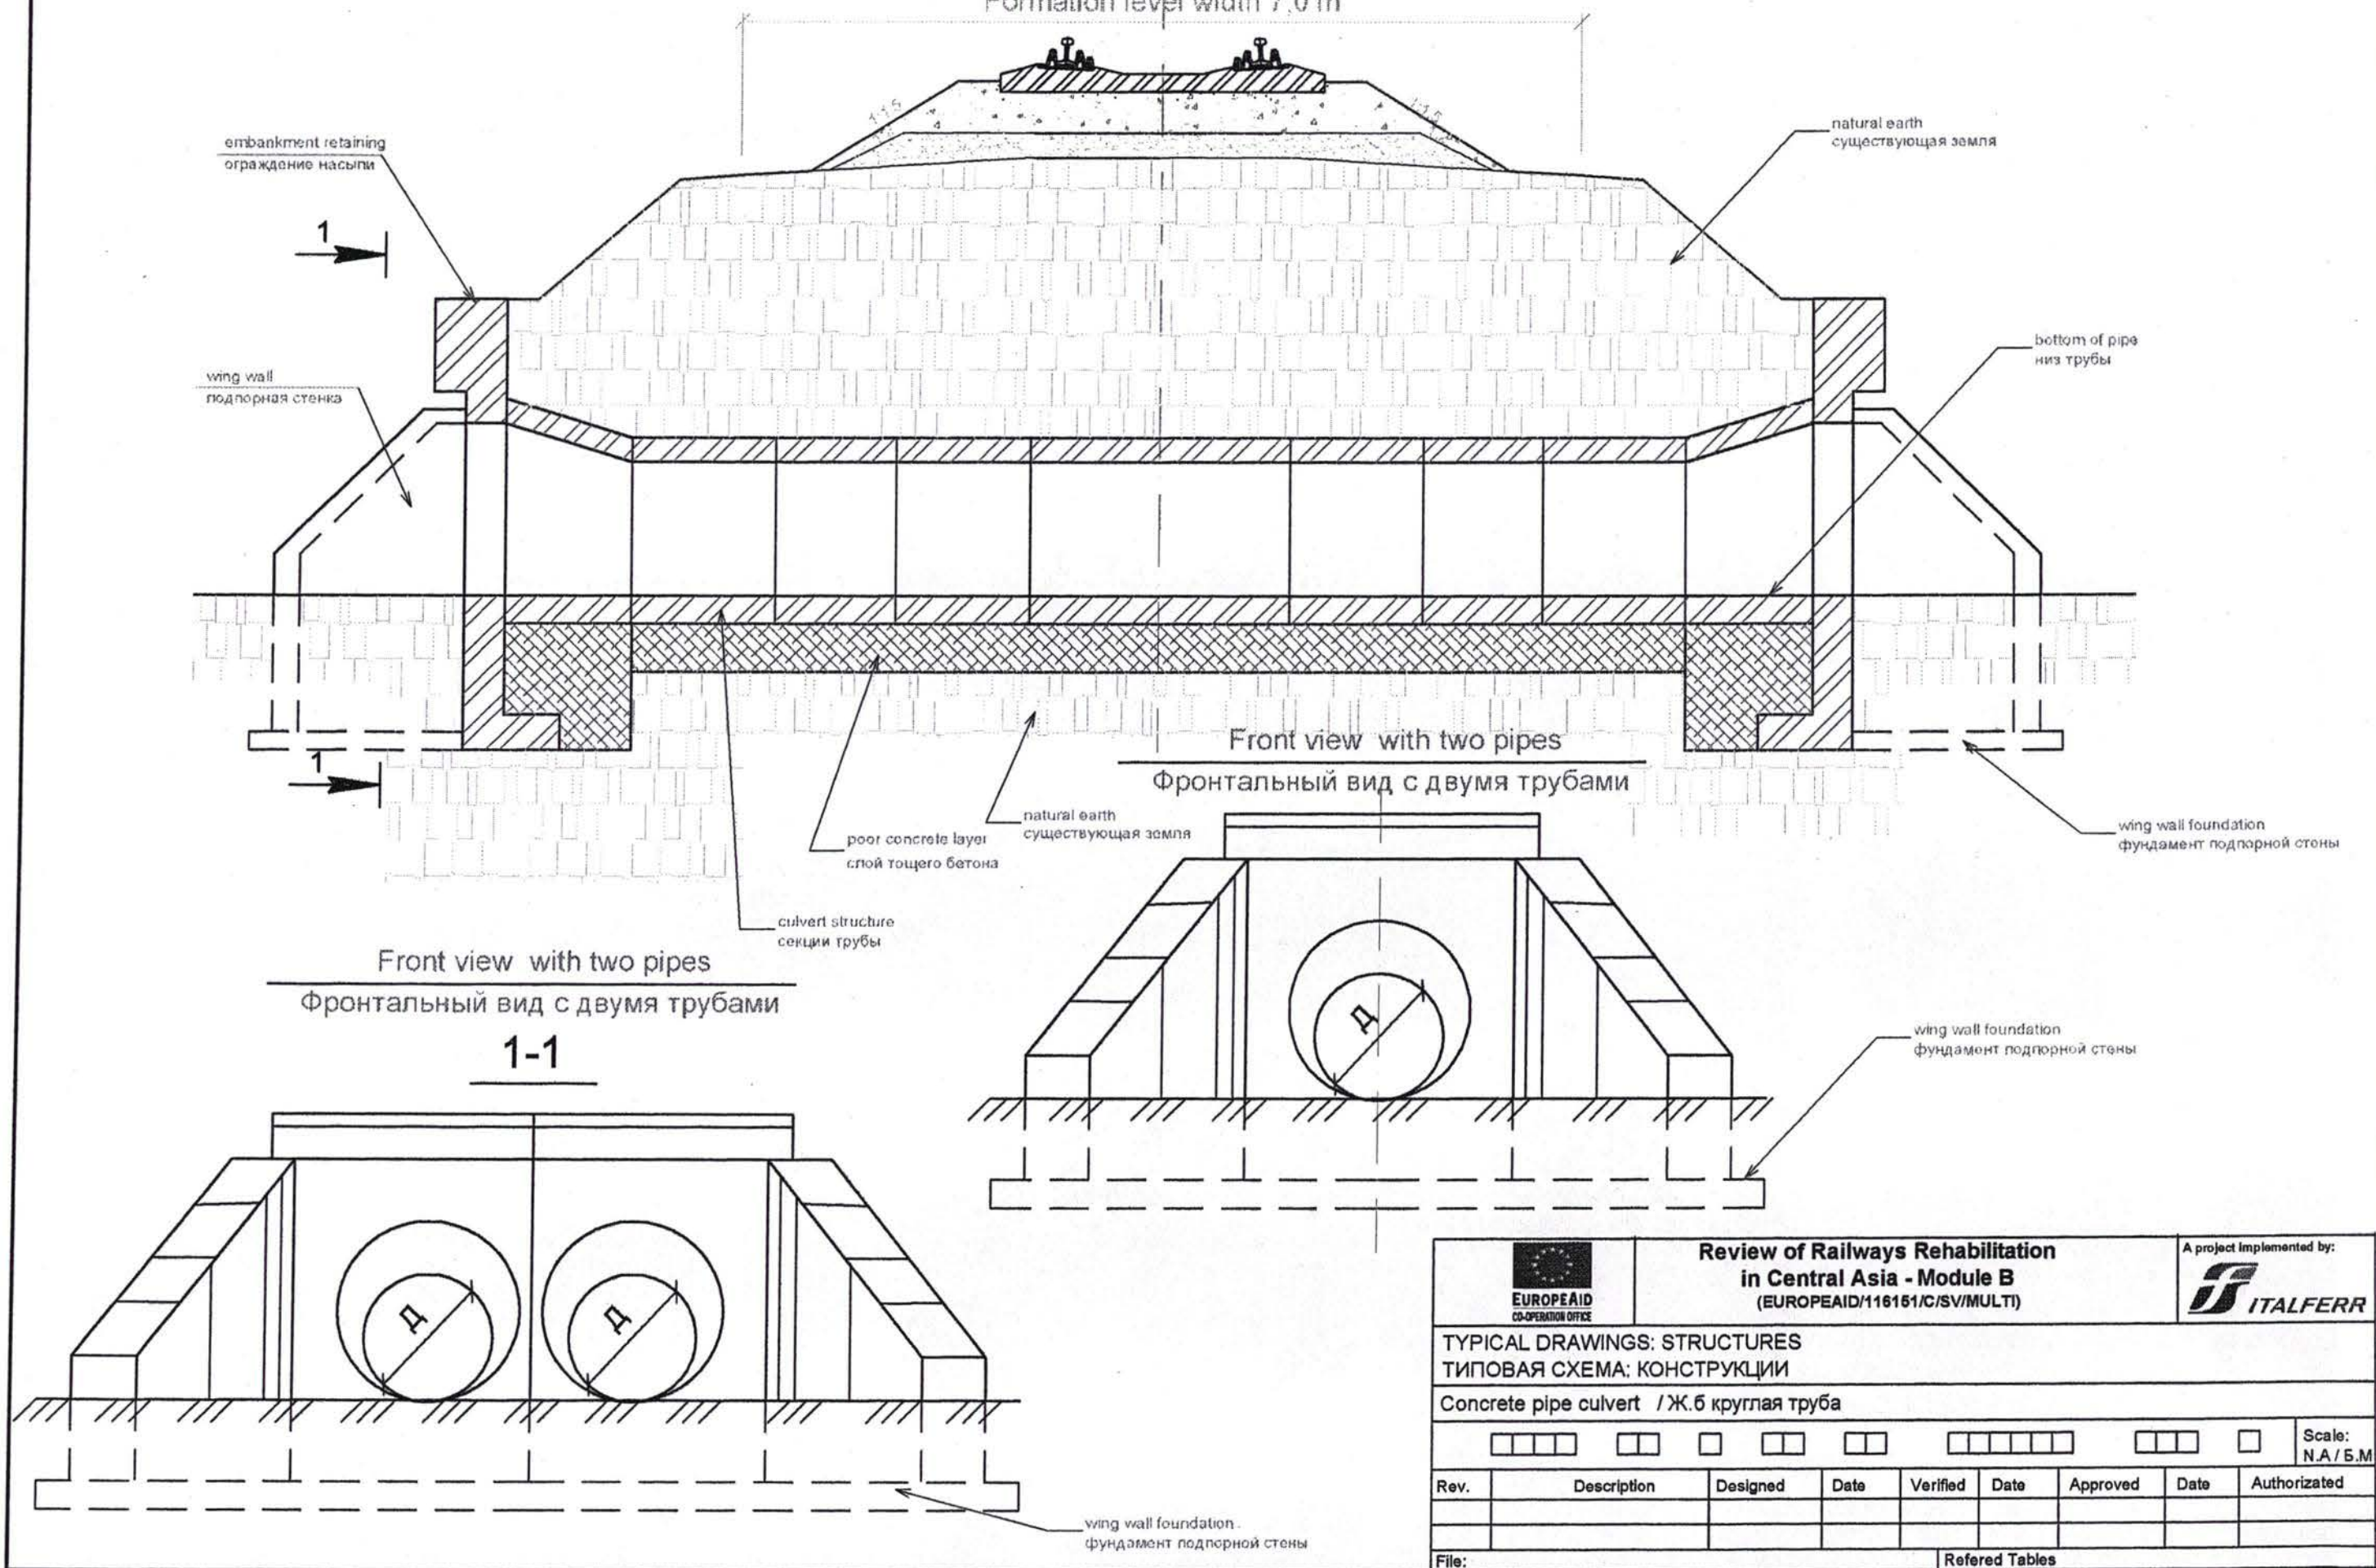 Formation level width 7,0 m
1:1,5
embankment retaining
ограждение насыпи
natural earth
существующая земля
1
bottom of pipe
низ трубы
wing wall
подпорная стенка
1
Front view with two pipes
Фронтальный вид с двумя трубами
natural earth
существующая земля
poor concrete layer
слой тощего бетона
wing wall foundation
фундамент подпорной стоны
culvert structure
секции трубы
Front view with two pipes
Фронтальный вид с двумя трубами
1-1
Д
wing wall foundation
фундамент подпорной стены
Д
Д
wing wall foundation
фундамент подпорной стены
EUROPEAID
CO-OPERATION OFFICE
Review of Railways Rehabilitation
in Central Asia - Module B
(EUROPEAID/116151/C/SV/MULTI)
A project implemented by:
ITALFERR
TYPICAL DRAWINGS: STRUCTURES
ТИПОВАЯ СХЕМА: КОНСТРУКЦИИ
Concrete pipe culvert / Ж.б круглая труба
Scale:
N.A / Б.М
Rev. Description Designed Date Verified Date Approved Date Authorizated
File: Refered Tables